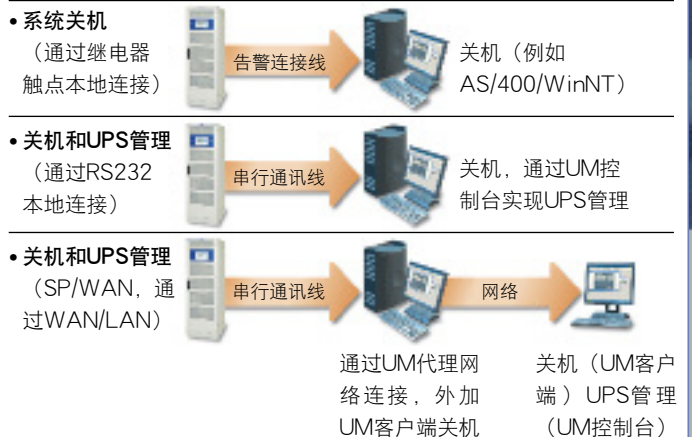 • 系统关机
（通过继电器
触点本地连接）
告警连接线
关机（例如
AS/400/WinNT）
• 关机和UPS管理
（通过RS232
本地连接）
串行通讯线
关机，通过UM控
制台实现UPS管理
• 关机和UPS管理
（SP/WAN，通
过WAN/LAN）
串行通讯线
网络
通过UM代理网
络连接，外加
UM客户端关机
关机（UM客户
端）UPS管理
（UM控制台）